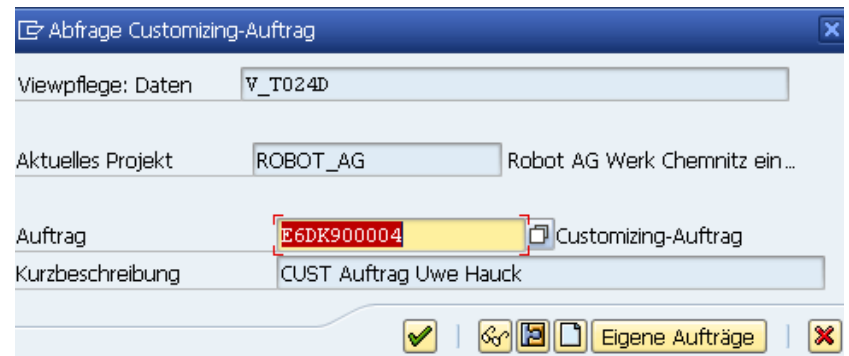 Abfrage Customizing-Auftrag
Viewpflege: Daten V_T024D
Aktuelles Projekt ROBOT_AG Robot AG Werk Chemnitz ein...
Auftrag E6DK900004 Customizing-Auftrag
Kurzbeschreibung CUST Auftrag Uwe Hauck
Eigene Aufträge